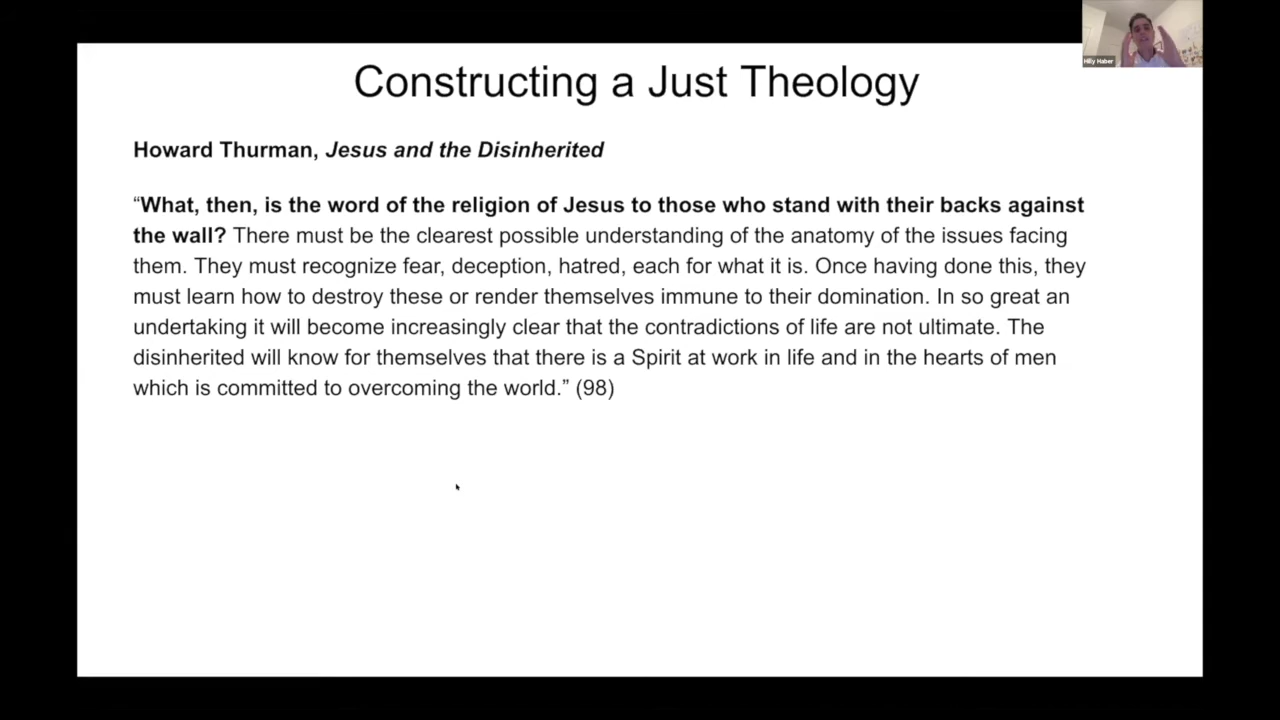 Hilly Haber
Constructing a Just Theology
Howard Thurman, Jesus and the Disinherited
“What, then, is the word of the religion of Jesus to those who stand with their backs against
the wall? There must be the clearest possible understanding of the anatomy of the issues facing
them. They must recognize fear, deception, hatred, each for what it is. Once having done this, they
must learn how to destroy these or render themselves immune to their domination. In so great an
undertaking it will become increasingly clear that the contradictions of life are not ultimate. The
disinherited will know for themselves that there is a Spirit at work in life and in the hearts of men
which is committed to overcoming the world.” (98)